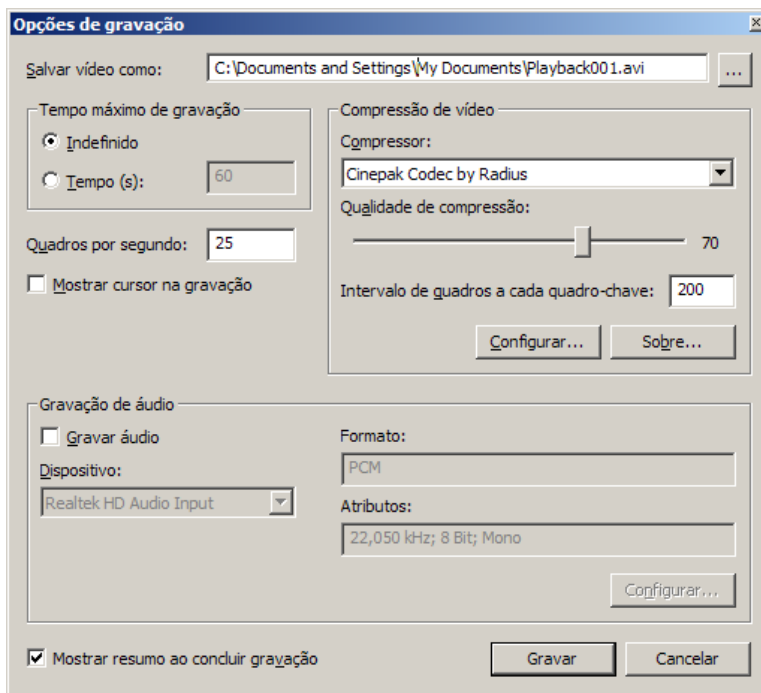 Opções de gravação
Salvar vídeo como: C:\Documents and Settings\My Documents\Playback001.avi ...
Tempo máximo de gravação
Indefinido
Tempo (s): 60
Quadros por segundo: 25
Mostrar cursor na gravação
Compressão de vídeo
Compressor:
Cinepak Codec by Radius
Qualidade de compressão:
70
Intervalo de quadros a cada quadro-chave: 200
Configurar... Sobre...
Gravação de áudio
Gravar áudio
Dispositivo:
Realtek HD Audio Input
Formato:
PCM
Atributos:
22,050 kHz; 8 Bit; Mono
Configurar...
Mostrar resumo ao concluir gravação
Gravar Cancelar